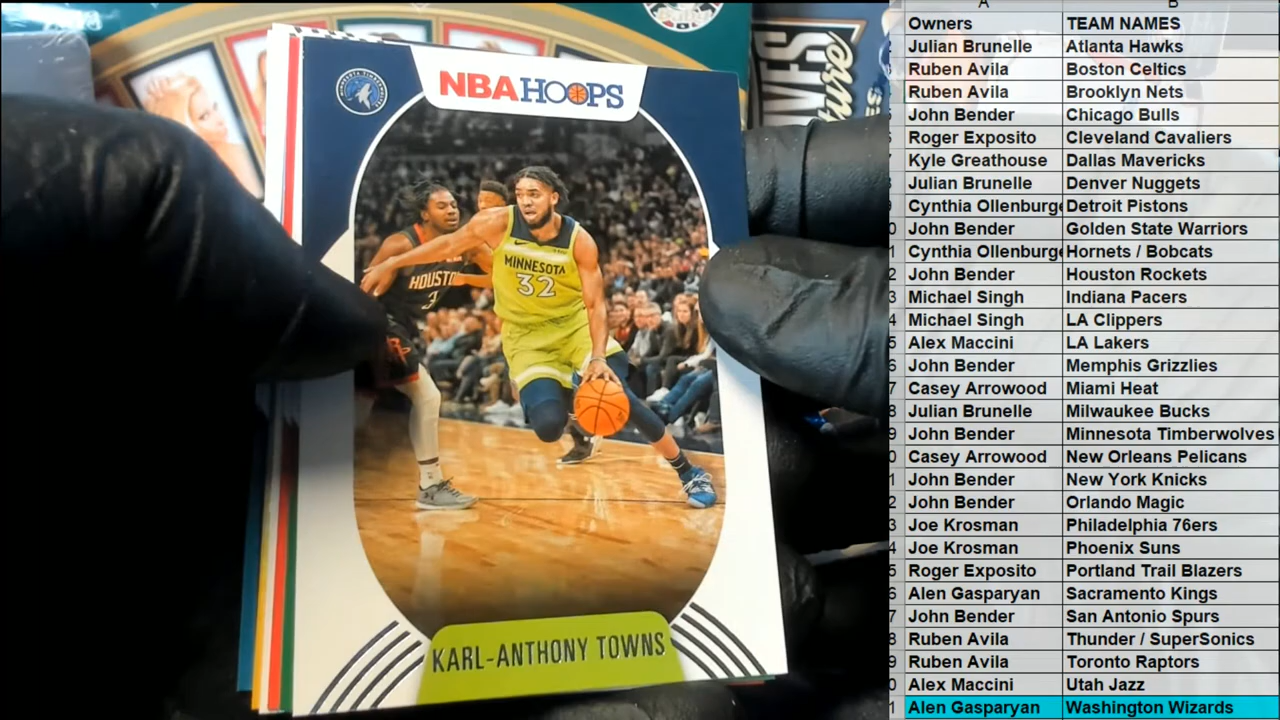 NBA HOOPS
MINNESOTA
32
HOUSTON
3
KARL-ANTHONY TOWNS
A B
Owners TEAM NAMES
Julian Brunelle Atlanta Hawks
Ruben Avila Boston Celtics
Ruben Avila Brooklyn Nets
John Bender Chicago Bulls
Roger Exposito Cleveland Cavaliers
Kyle Greathouse Dallas Mavericks
Julian Brunelle Denver Nuggets
Cynthia Ollenburge Detroit Pistons
John Bender Golden State Warriors
Cynthia Ollenburge Hornets / Bobcats
John Bender Houston Rockets
Michael Singh Indiana Pacers
Michael Singh LA Clippers
Alex Maccini LA Lakers
John Bender Memphis Grizzlies
Casey Arrowood Miami Heat
Julian Brunelle Milwaukee Bucks
John Bender Minnesota Timberwolves
Casey Arrowood New Orleans Pelicans
John Bender New York Knicks
John Bender Orlando Magic
Joe Krosman Philadelphia 76ers
Joe Krosman Phoenix Suns
Roger Exposito Portland Trail Blazers
Alen Gasparyan Sacramento Kings
John Bender San Antonio Spurs
Ruben Avila Thunder / SuperSonics
Ruben Avila Toronto Raptors
Alex Maccini Utah Jazz
Alen Gasparyan Washington Wizards